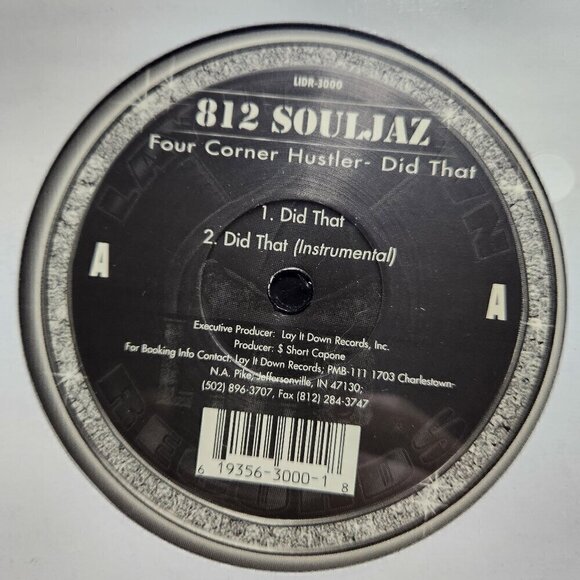 LIDR-3000
812 SOULJAZ
Four Corner Hustler- Did That
1. Did That
2. Did That (Instrumental)
A
A
Executive Producer: Lay It Down Records, Inc.
Producer: $ Short Capone
For Booking Info Contact: Lay It Down Records; PMB-111 1703 Charlestown-
N.A. Pike, Jeffersonville, IN 47130;
(502) 896-3707, Fax (812) 284-3747
6 19356-3000-1 8